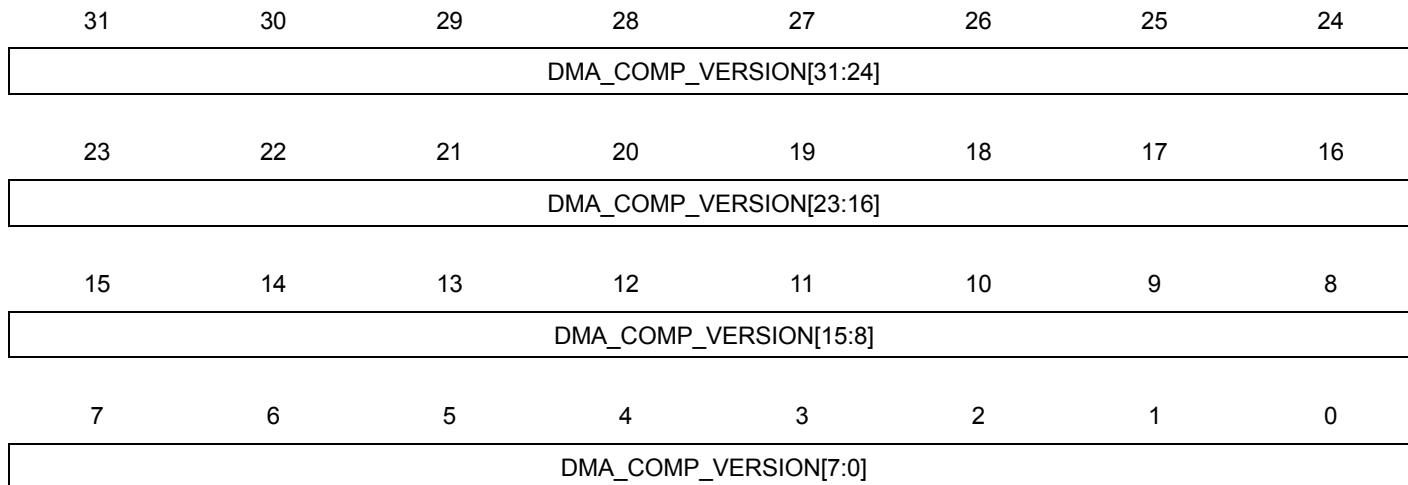 31 30 29 28 27 26 25 24
DMA_COMP_VERSION[31:24]
23 22 21 20 19 18 17 16
DMA_COMP_VERSION[23:16]
15 14 13 12 11 10 9 8
DMA_COMP_VERSION[15:8]
7 6 5 4 3 2 1 0
DMA_COMP_VERSION[7:0]